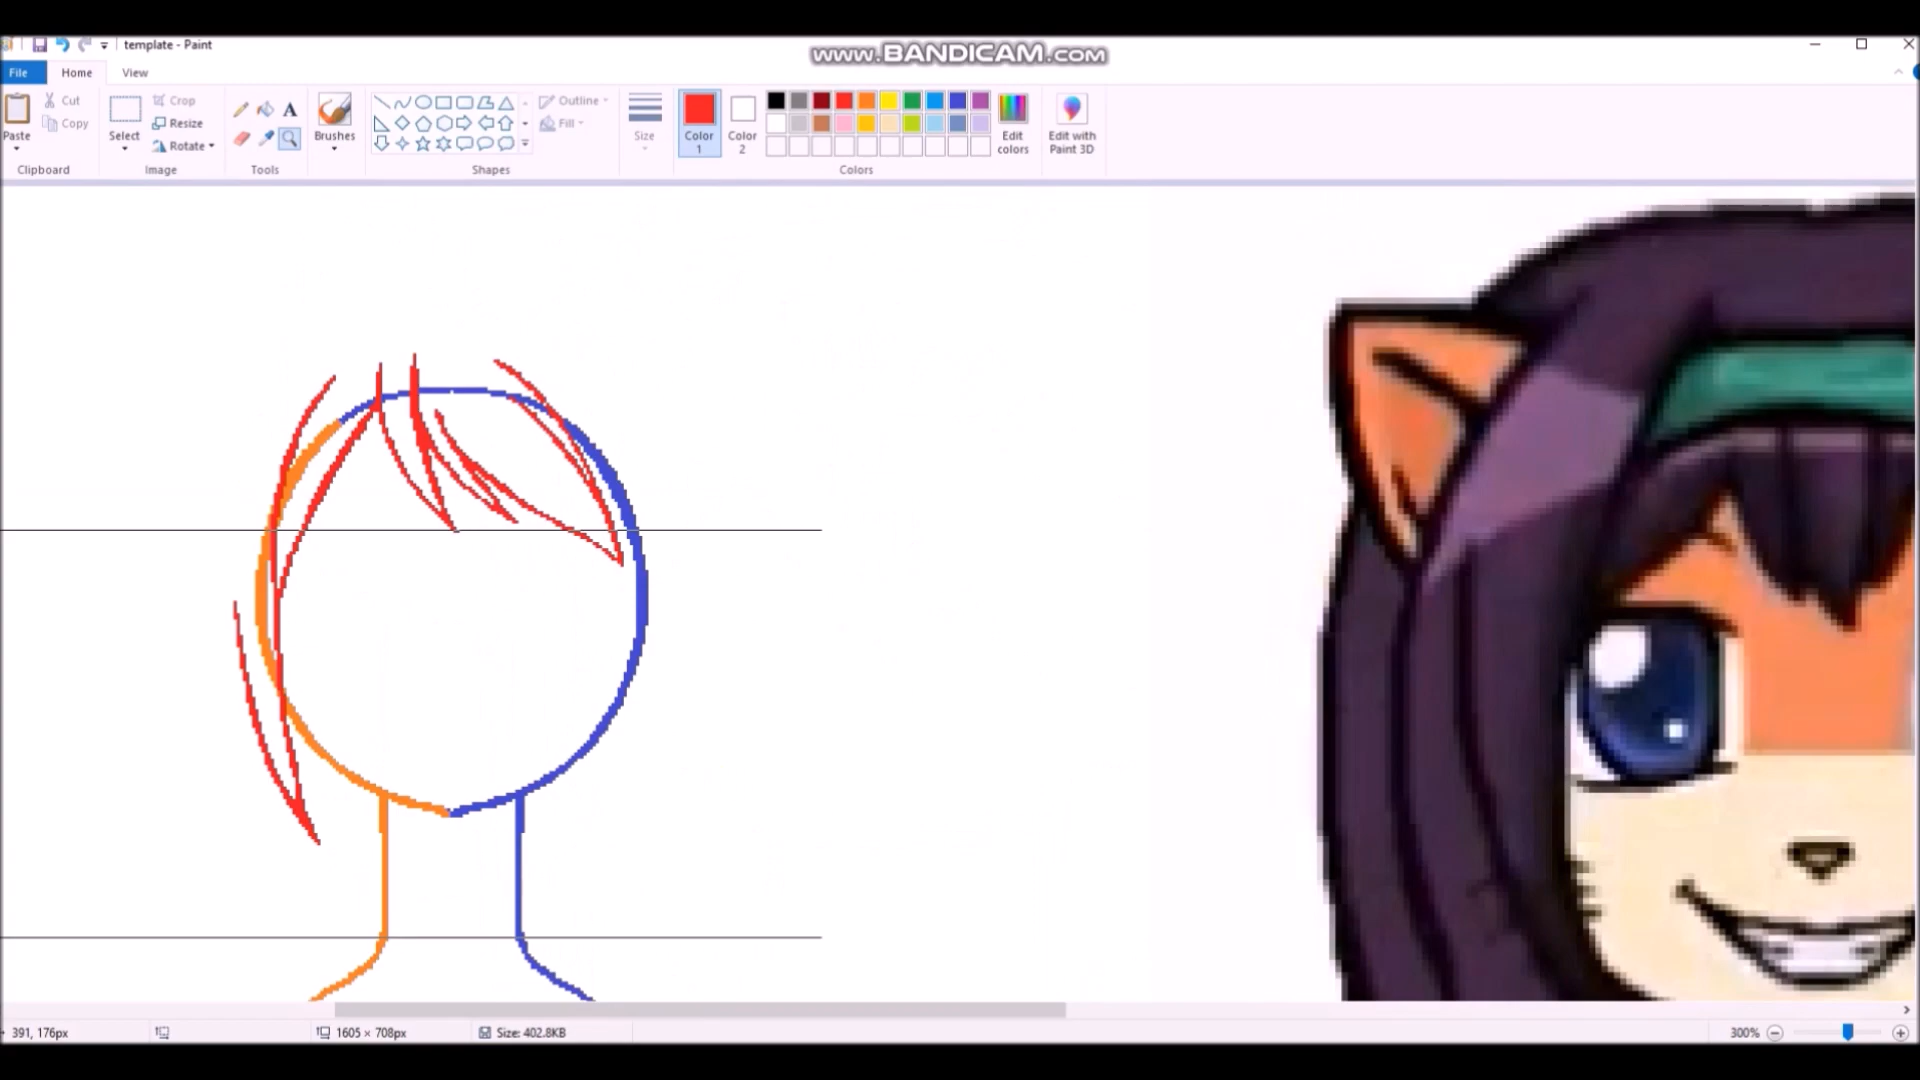 template - Paint
www.BANDICAM.com
File Home View
Paste
Cut
Copy
Clipboard
Select
Crop
Resize
Rotate
Image
A
Tools
Brushes
Outline
Fill
Shapes
Size
Color 1
Color 2
Edit colors
Colors
Edit with Paint 3D
391, 176px
1605 × 708px
Size: 402.8KB
300%